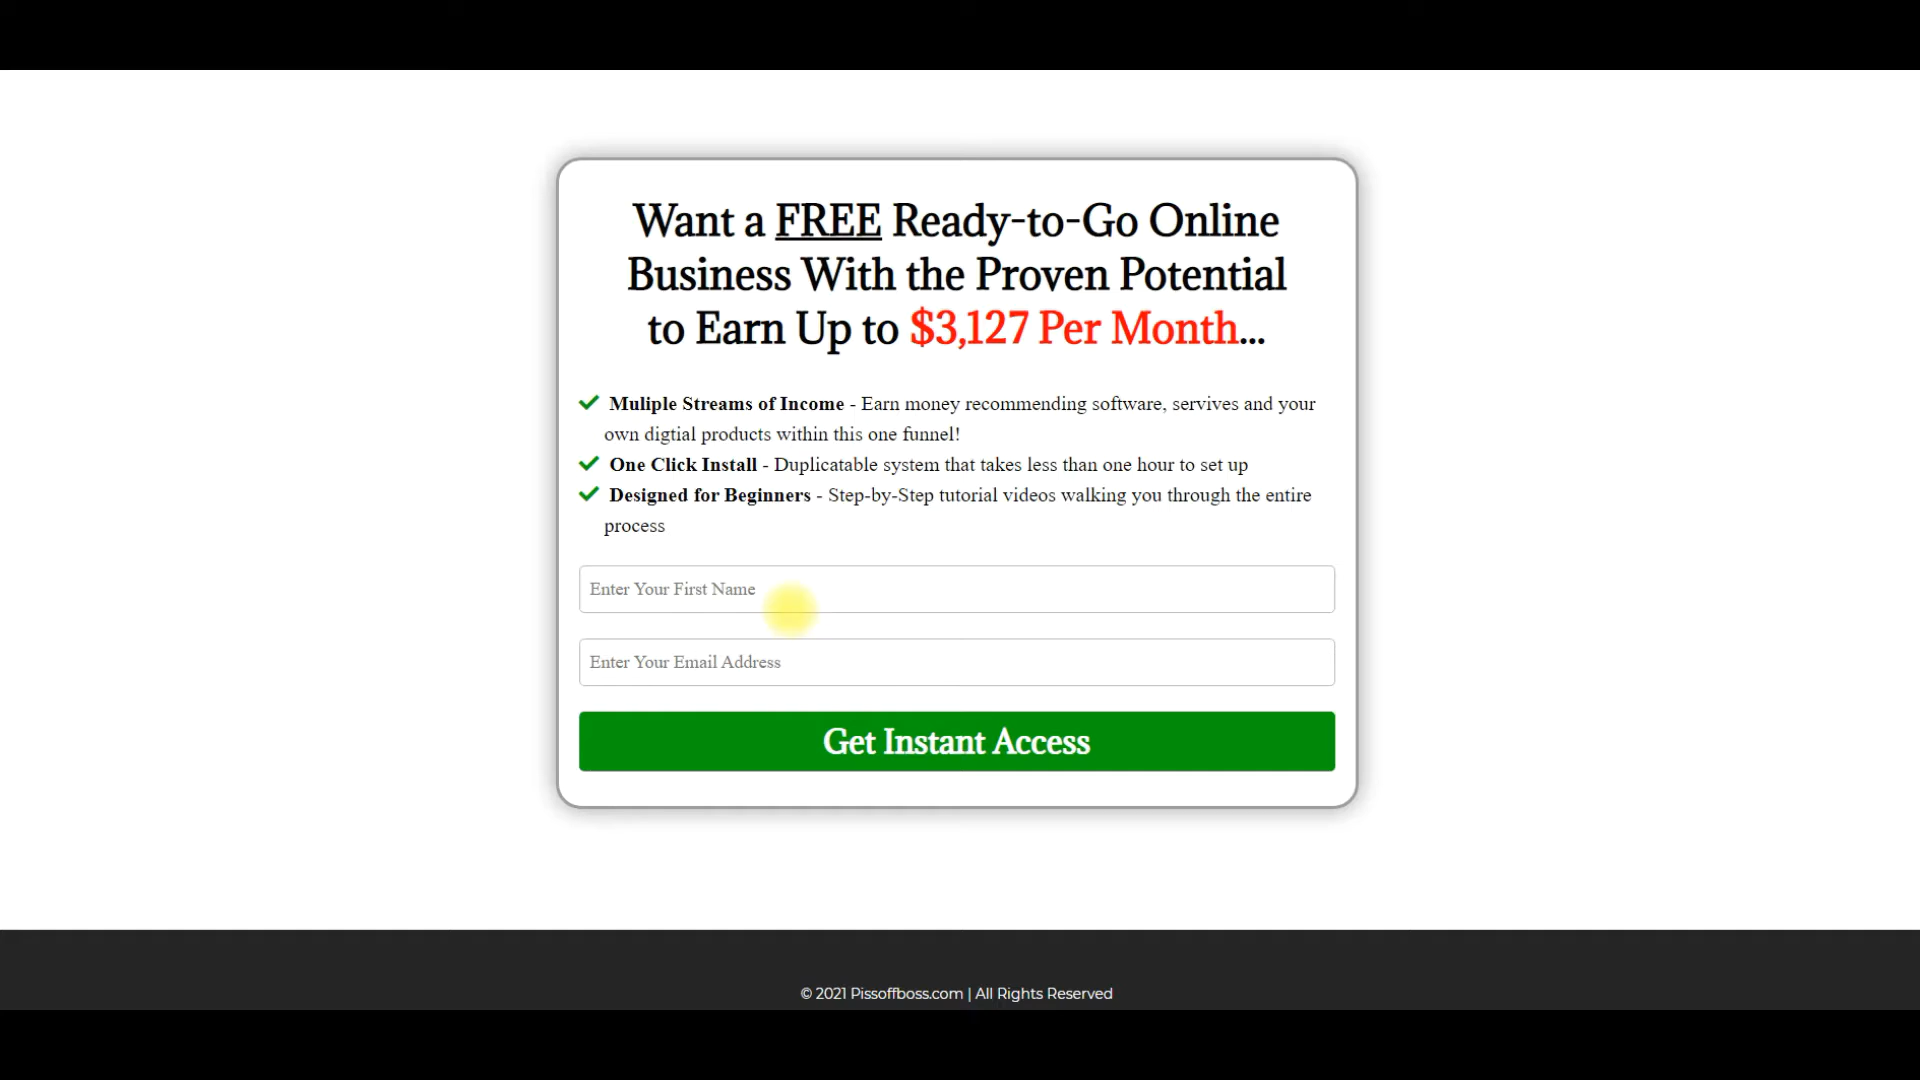 Want a FREE Ready-to-Go Online
Business With the Proven Potential
to Earn Up to $3,127 Per Month...
Muliple Streams of Income - Earn money recommending software, servives and your
own digtial products within this one funnel!
One Click Install - Duplicatable system that takes less than one hour to set up
Designed for Beginners - Step-by-Step tutorial videos walking you through the entire
process
Enter Your First Name
Enter Your Email Address
Get Instant Access
© 2021 Pissoffboss.com | All Rights Reserved